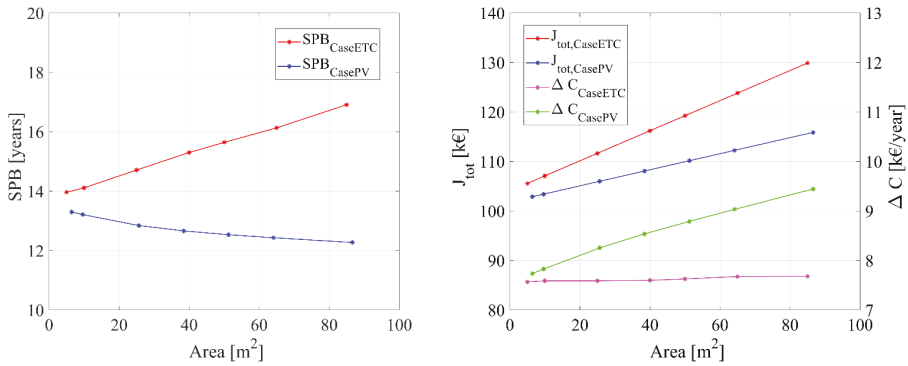 20
18
16
14
12
10
0
20
40
60
80
100
SPB [years]
Area [m²]
SPB_CaseETC
SPB_CasePV
140
130
120
110
100
90
80
0
20
40
60
80
100
13
12
11
10
9
8
7
J_tot [k€]
Δ C [k€/year]
Area [m²]
J_tot,CaseETC
J_tot,CasePV
Δ C_CaseETC
Δ C_CasePV